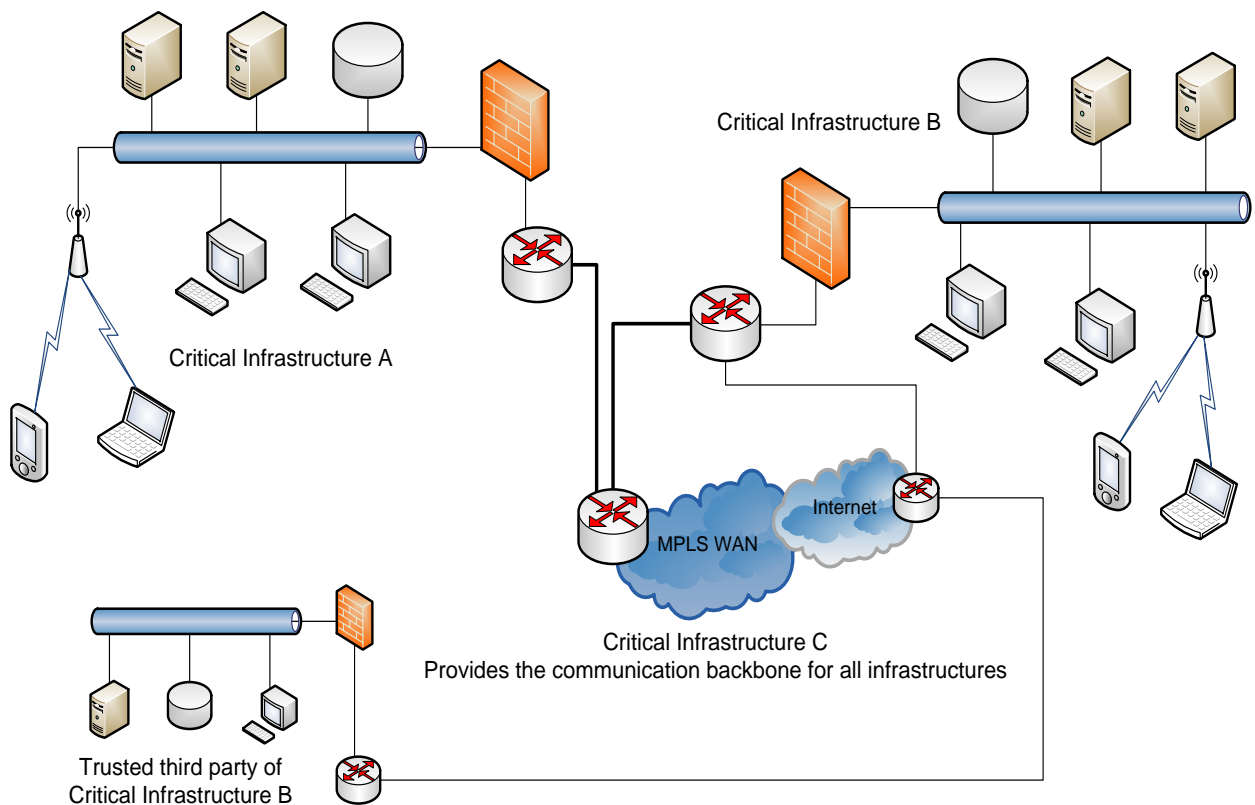 Critical Infrastructure B
Critical Infrastructure A
Internet
MPLS WAN
Critical Infrastructure C
Provides the communication backbone for all infrastructures
Trusted third party of
Critical Infrastructure B